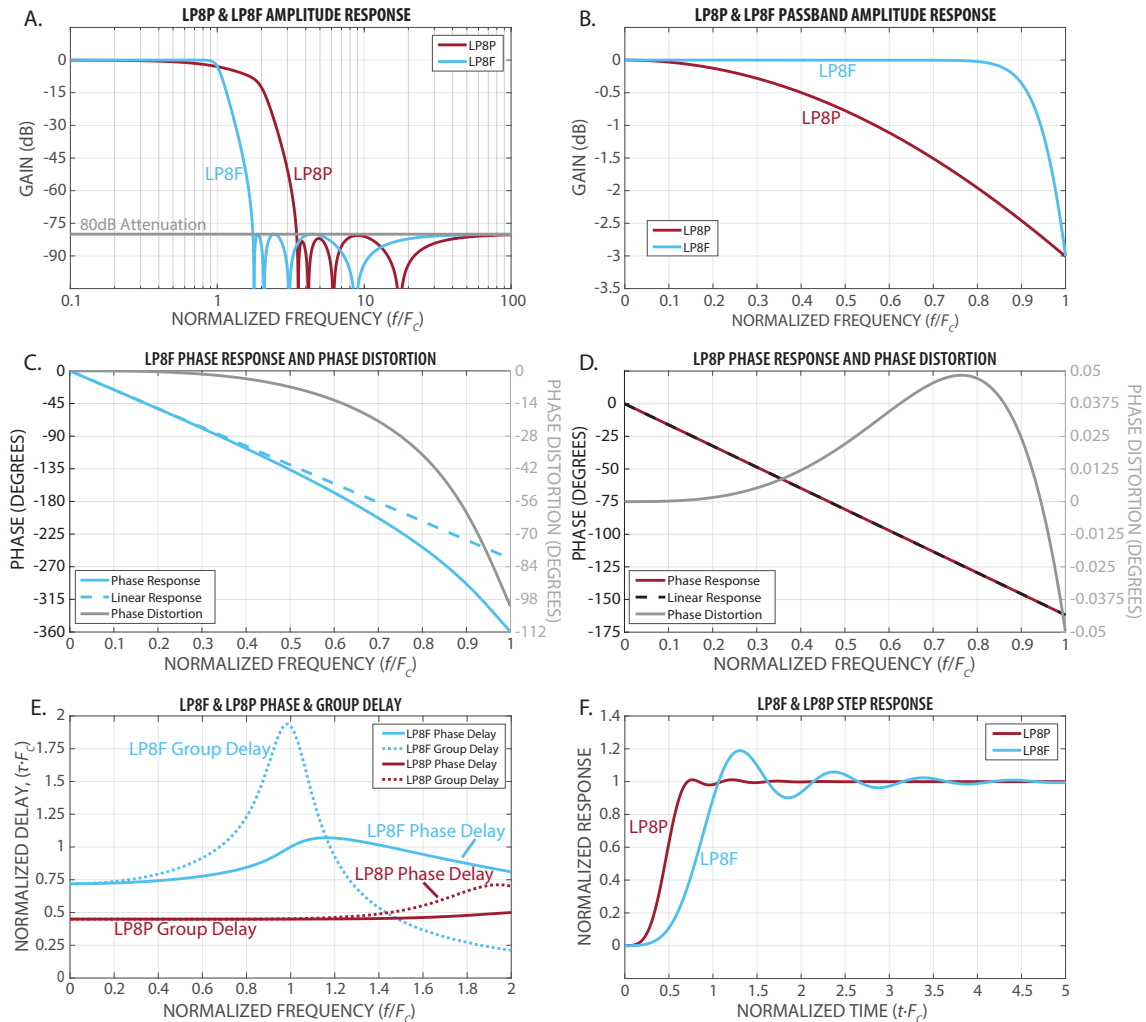 A. LP8P & LP8F AMPLITUDE RESPONSE
LP8P
LP8F
0
-15
-30
-45
-60
-75
-90
GAIN (dB)
LP8F
LP8P
80dB Attenuation
0.1 1 10 100
NORMALIZED FREQUENCY (f/FC)
B. LP8P & LP8F PASSBAND AMPLITUDE RESPONSE
0
-0.5
-1
-1.5
-2
-2.5
-3
-3.5
GAIN (dB)
LP8F
LP8P
LP8P
LP8F
0 0.1 0.2 0.3 0.4 0.5 0.6 0.7 0.8 0.9 1
NORMALIZED FREQUENCY (f/FC)
C. LP8F PHASE RESPONSE AND PHASE DISTORTION
0
-45
-90
-135
-180
-225
-270
-315
-360
PHASE (DEGREES)
Phase Response
Linear Response
Phase Distortion
0
-14
-28
-42
-56
-70
-84
-98
-112
PHASE DISTORTION (DEGREES)
0 0.1 0.2 0.3 0.4 0.5 0.6 0.7 0.8 0.9 1
NORMALIZED FREQUENCY (f/FC)
D. LP8P PHASE RESPONSE AND PHASE DISTORTION
0
-25
-50
-75
-100
-125
-150
-175
PHASE (DEGREES)
Phase Response
Linear Response
Phase Distortion
0.05
0.0375
0.025
0.0125
0
-0.0125
-0.025
-0.0375
-0.05
PHASE DISTORTION (DEGREES)
0 0.1 0.2 0.3 0.4 0.5 0.6 0.7 0.8 0.9 1
NORMALIZED FREQUENCY (f/FC)
E. LP8F & LP8P PHASE & GROUP DELAY
2
1.75
1.5
1.25
1
0.75
0.5
0.25
0
NORMALIZED DELAY, (τ·FC)
LP8F Phase Delay
LP8F Group Delay
LP8P Phase Delay
LP8P Group Delay
LP8F Group Delay
LP8F Phase Delay
LP8P Phase Delay
LP8P Group Delay
0 0.2 0.4 0.6 0.8 1 1.2 1.4 1.6 1.8 2
NORMALIZED FREQUENCY (f/FC)
F. LP8F & LP8P STEP RESPONSE
1.4
1.2
1
0.8
0.6
0.4
0.2
0
NORMALIZED RESPONSE
LP8P
LP8F
LP8P
LP8F
0 0.5 1 1.5 2 2.5 3 3.5 4 4.5 5
NORMALIZED TIME (t·FC)